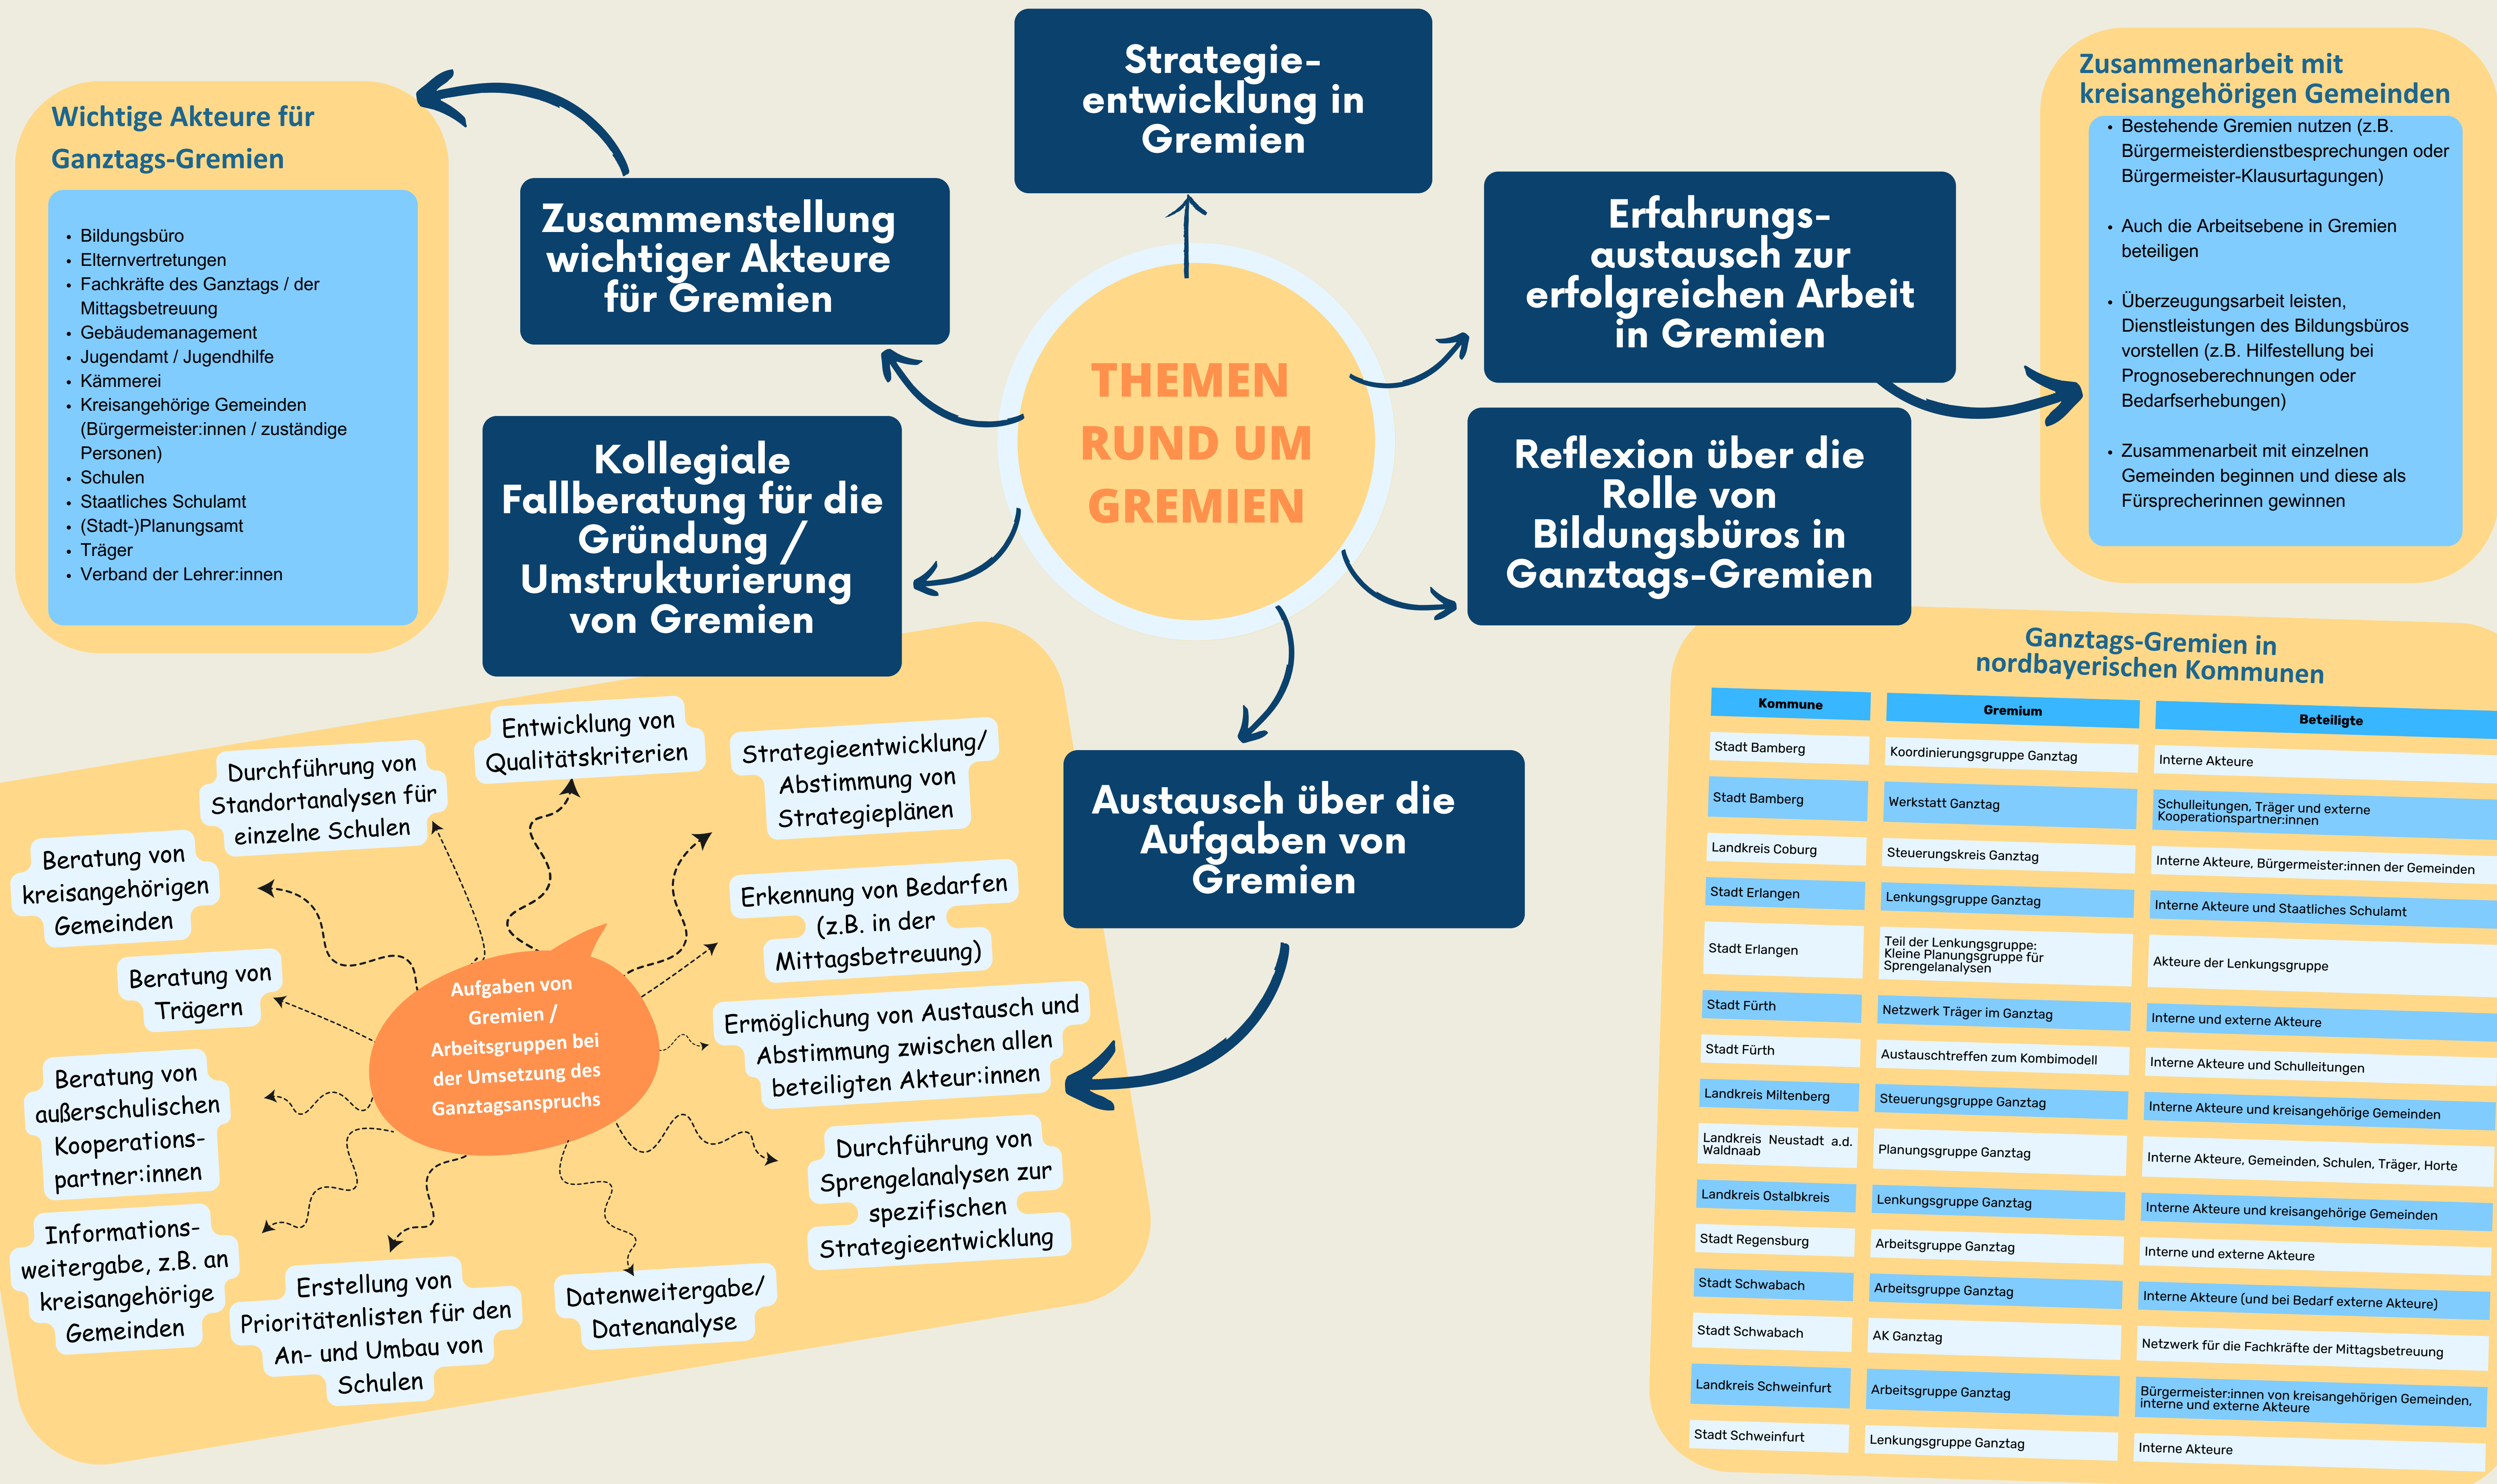 THEMEN
RUND UM
GREMIEN
Strategie-
entwicklung in
Gremien
Zusammenstellung
wichtiger Akteure
für Gremien
Wichtige Akteure für
Ganztags-Gremien
• Bildungsbüro
• Elternvertretungen
• Fachkräfte des Ganztags / der
Mittagsbetreuung
• Gebäudemanagement
• Jugendamt / Jugendhilfe
• Kämmerei
• Kreisangehörige Gemeinden
(Bürgermeister:innen / zuständige
Personen)
• Schulen
• Staatliches Schulamt
• (Stadt-)Planungsamt
• Träger
• Verband der Lehrer:innen
Kollegiale
Fallberatung für die
Gründung /
Umstrukturierung
von Gremien
Erfahrungs-
austausch zur
erfolgreichen Arbeit
in Gremien
Zusammenarbeit mit
kreisangehörigen Gemeinden
• Bestehende Gremien nutzen (z.B.
Bürgermeisterdienstbesprechungen oder
Bürgermeister-Klausurtagungen)
• Auch die Arbeitsebene in Gremien
beteiligen
• Überzeugungsarbeit leisten,
Dienstleistungen des Bildungsbüros
vorstellen (z.B. Hilfestellung bei
Prognoseberechnungen oder
Bedarfserhebungen)
• Zusammenarbeit mit einzelnen
Gemeinden beginnen und diese als
Fürsprecherinnen gewinnen
Reflexion über die
Rolle von
Bildungsbüros in
Ganztags-Gremien
Austausch über die
Aufgaben von
Gremien
Aufgaben von
Gremien /
Arbeitsgruppen bei
der Umsetzung des
Ganztagsanspruchs
Entwicklung von
Qualitätskriterien
Strategieentwicklung/
Abstimmung von
Strategieplänen
Erkennung von Bedarfen
(z.B. in der
Mittagsbetreuung)
Ermöglichung von Austausch und
Abstimmung zwischen allen
beteiligten Akteur:innen
Durchführung von
Sprengelanalysen zur
spezifischen
Strategieentwicklung
Datenweitergabe/
Datenanalyse
Erstellung von
Prioritätenlisten für den
An- und Umbau von
Schulen
Informations-
weitergabe, z.B. an
kreisangehörige
Gemeinden
Beratung von
außerschulischen
Kooperations-
partner:innen
Beratung von
Trägern
Beratung von
kreisangehörigen
Gemeinden
Durchführung von
Standortanalysen für
einzelne Schulen
Ganztags-Gremien in
nordbayerischen Kommunen
Kommune Gremium Beteiligte
Stadt Bamberg Koordinierungsgruppe Ganztag Interne Akteure
Stadt Bamberg Werkstatt Ganztag Schulleitungen, Träger und externe
Kooperationspartner:innen
Landkreis Coburg Steuerungskreis Ganztag Interne Akteure, Bürgermeister:innen der Gemeinden
Stadt Erlangen Lenkungsgruppe Ganztag Interne Akteure und Staatliches Schulamt
Stadt Erlangen Teil der Lenkungsgruppe:
Kleine Planungsgruppe für
Sprengelanalysen
Akteure der Lenkungsgruppe
Stadt Fürth Netzwerk Träger im Ganztag Interne und externe Akteure
Stadt Fürth Austauschtreffen zum Kombimodell Interne Akteure und Schulleitungen
Landkreis Miltenberg Steuerungsgruppe Ganztag Interne Akteure und kreisangehörige Gemeinden
Landkreis Neustadt a.d.
Waldnaab
Planungsgruppe Ganztag Interne Akteure, Gemeinden, Schulen, Träger, Horte
Landkreis Ostalbkreis Lenkungsgruppe Ganztag Interne Akteure und kreisangehörige Gemeinden
Stadt Regensburg Arbeitsgruppe Ganztag Interne und externe Akteure
Stadt Schwabach Arbeitsgruppe Ganztag Interne Akteure (und bei Bedarf externe Akteure)
Stadt Schwabach AK Ganztag Netzwerk für die Fachkräfte der Mittagsbetreuung
Landkreis Schweinfurt Arbeitsgruppe Ganztag Bürgermeister:innen von kreisangehörigen Gemeinden,
interne und externe Akteure
Stadt Schweinfurt Lenkungsgruppe Ganztag Interne Akteure